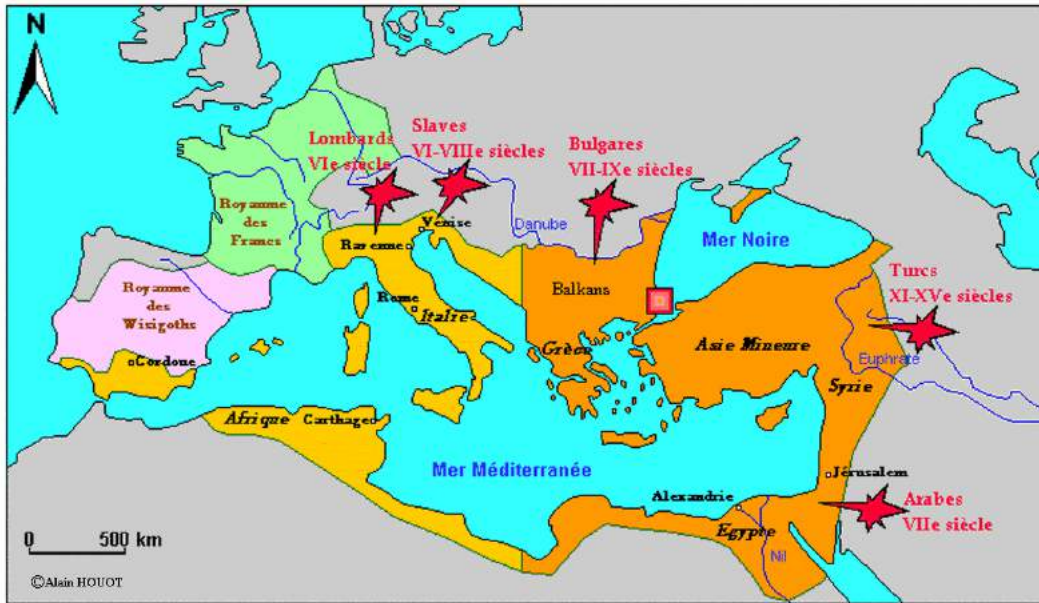 N
Lombards
VIe siècle
Slaves
VI-VIIIe siècles
Bulgares
VII-IXe siècles
Royaume
des
Francs
Venise
Ravenne
Danube
Mer Noire
Turcs
XI-XVe siècles
Royaume
des
Wisigoths
Balkans
Rome
Italie
Grèce
Asie Mineure
Euphrate
Syrie
Cordoue
Afrique
Carthage
Mer Méditerranée
Jérusalem
Alexandrie
Arabes
VIIe siècle
Egypte
Nil
0 500 km
©Alain HOUOT